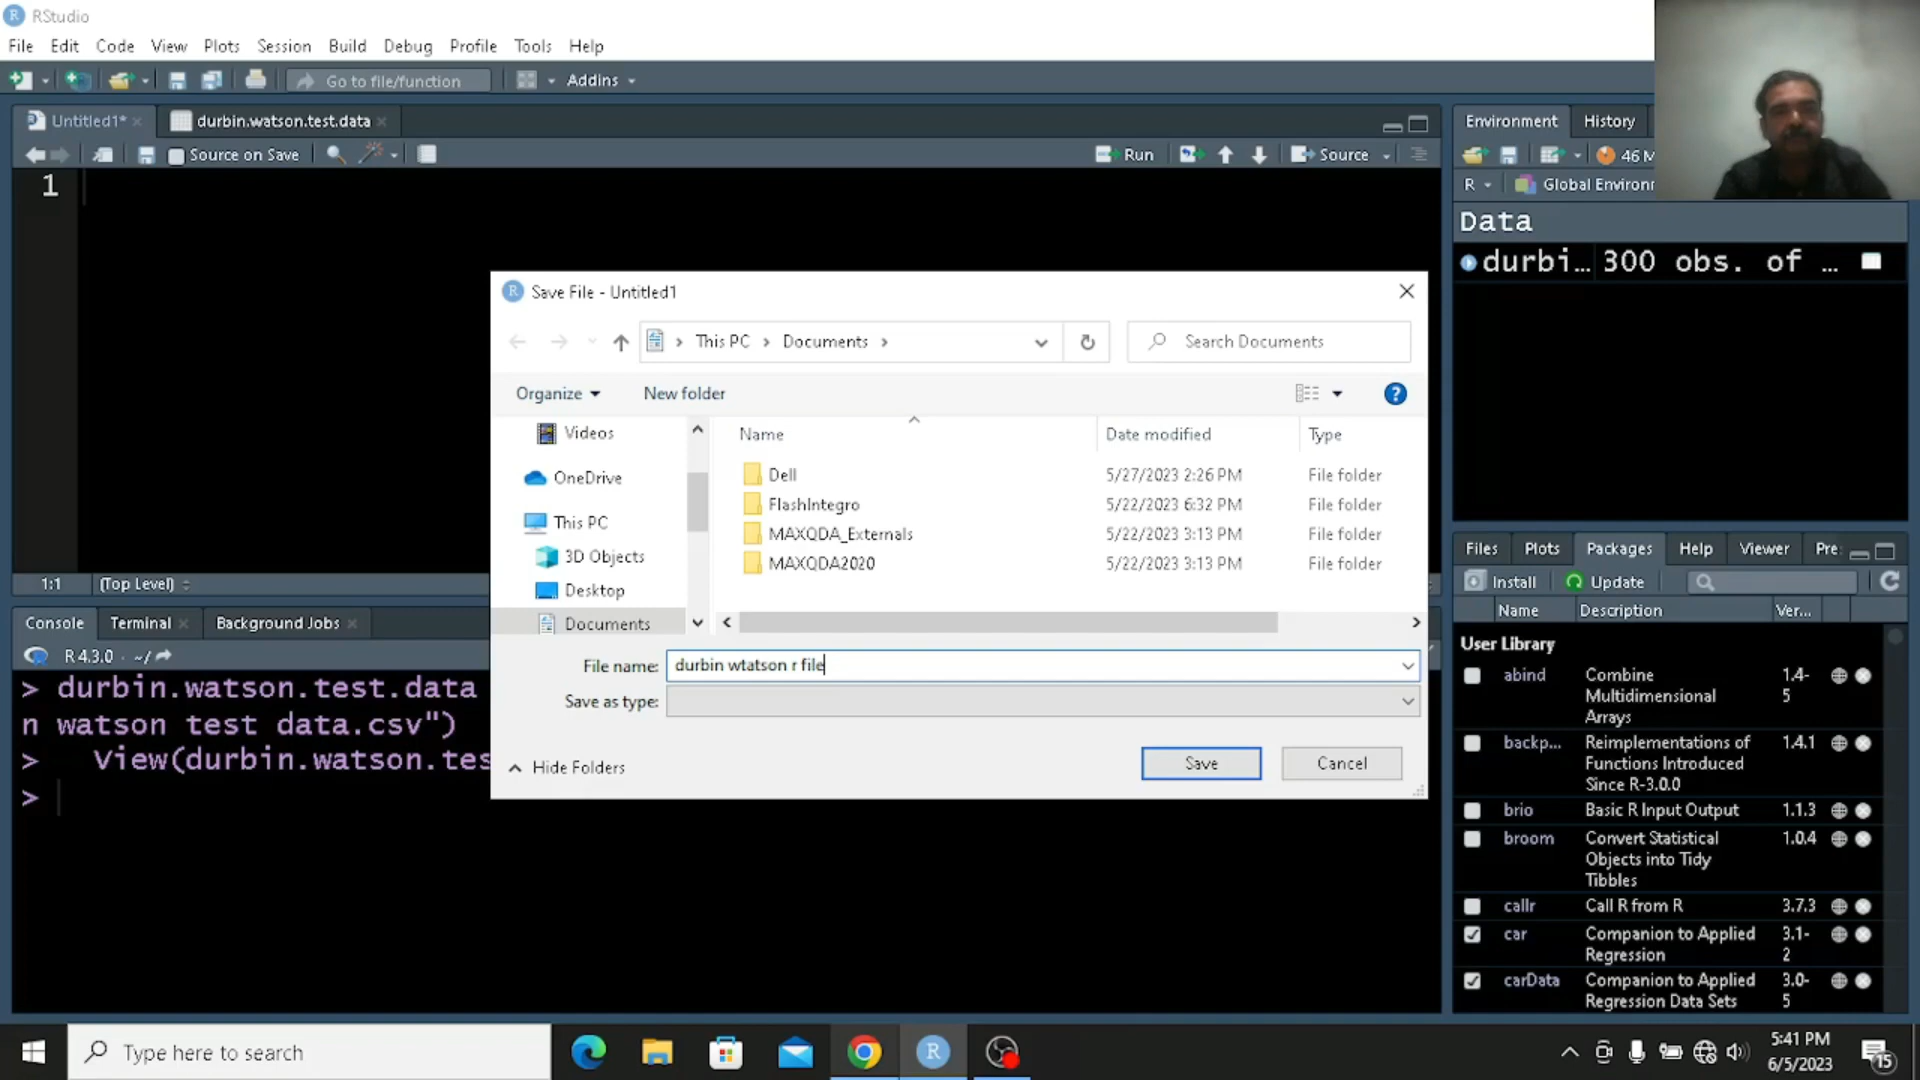 RStudio
File Edit Code View Plots Session Build Debug Profile Tools Help
Go to file/function Addins
Untitled1* durbin.watson.test.data
Source on Save Run Source
1
1:1 (Top Level)
Console Terminal Background Jobs
R 4.3.0 · ~/
> durbin.watson.test.data
n watson test data.csv")
> View(durbin.watson.tes
>
Save File - Untitled1
This PC Documents Search Documents
Organize New folder
Name Date modified Type
Videos
OneDrive
This PC
3D Objects
Desktop
Documents
Dell 5/27/2023 2:26 PM File folder
FlashIntegro 5/22/2023 6:32 PM File folder
MAXQDA_Externals 5/22/2023 3:13 PM File folder
MAXQDA2020 5/22/2023 3:13 PM File folder
File name: durbin wtatson r file
Save as type:
Hide Folders Save Cancel
Environment History
46 M
R Global Environ
Data
durbi… 300 obs. of …
Files Plots Packages Help Viewer Pre
Install Update
Name Description Ver...
User Library
abind Combine Multidimensional Arrays 1.4-5
backp... Reimplementations of Functions Introduced Since R-3.0.0 1.4.1
brio Basic R Input Output 1.1.3
broom Convert Statistical Objects into Tidy Tibbles 1.0.4
callr Call R from R 3.7.3
car Companion to Applied Regression 3.1-2
carData Companion to Applied Regression Data Sets 3.0-5
Type here to search
5:41 PM
6/5/2023
15